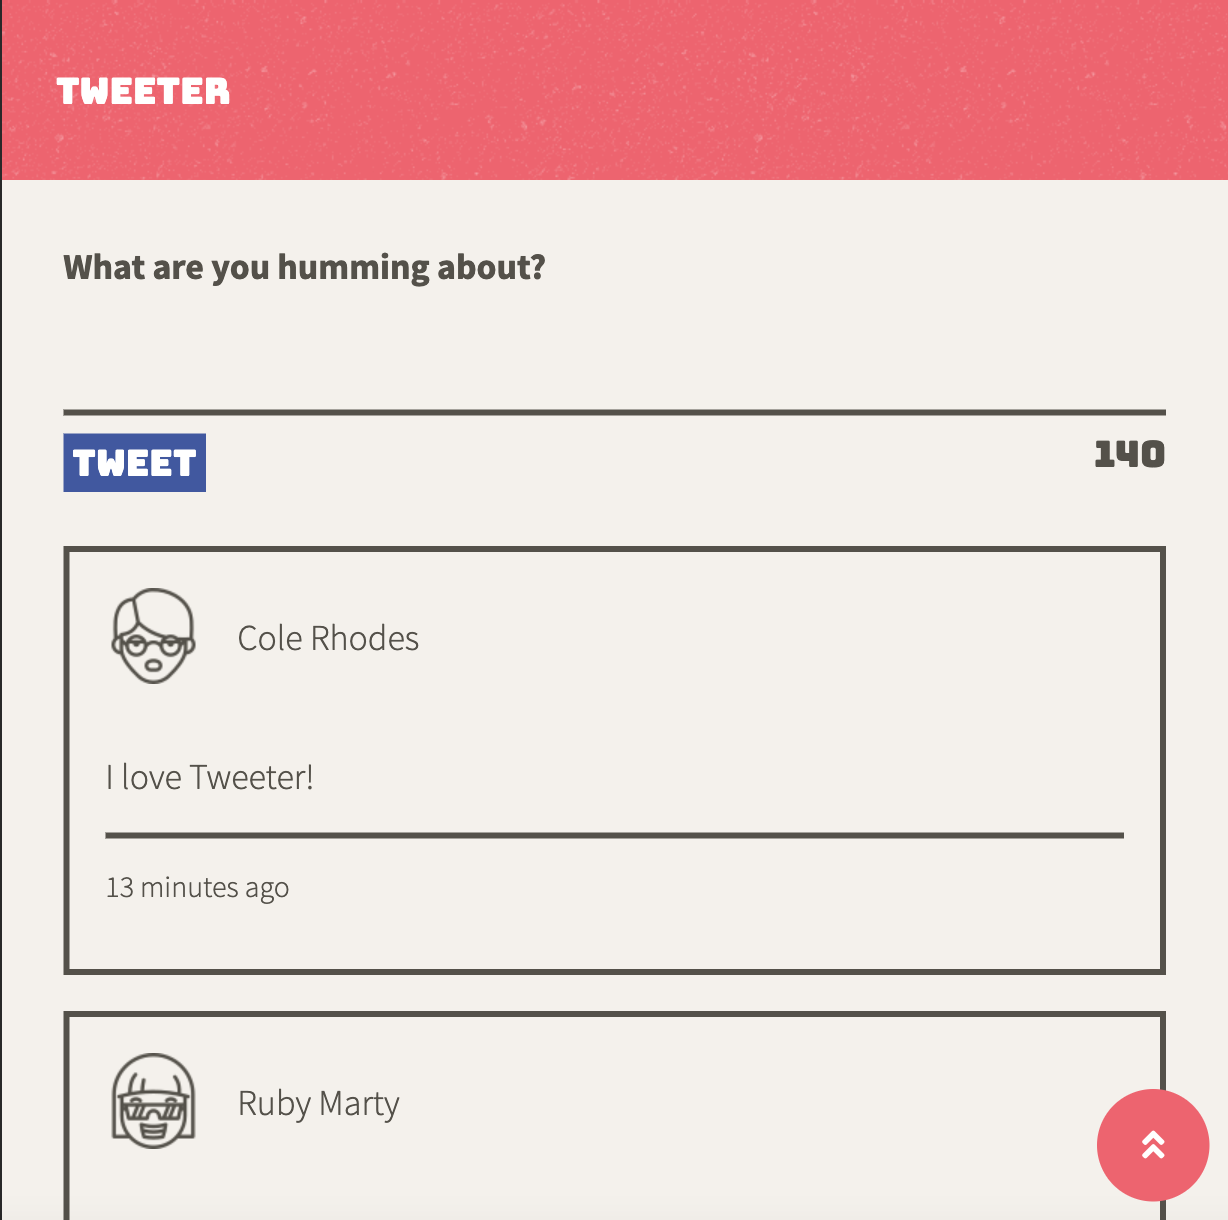 TWEETER
What are you humming about?
TWEET
140
Cole Rhodes
I love Tweeter!
13 minutes ago
Ruby Marty